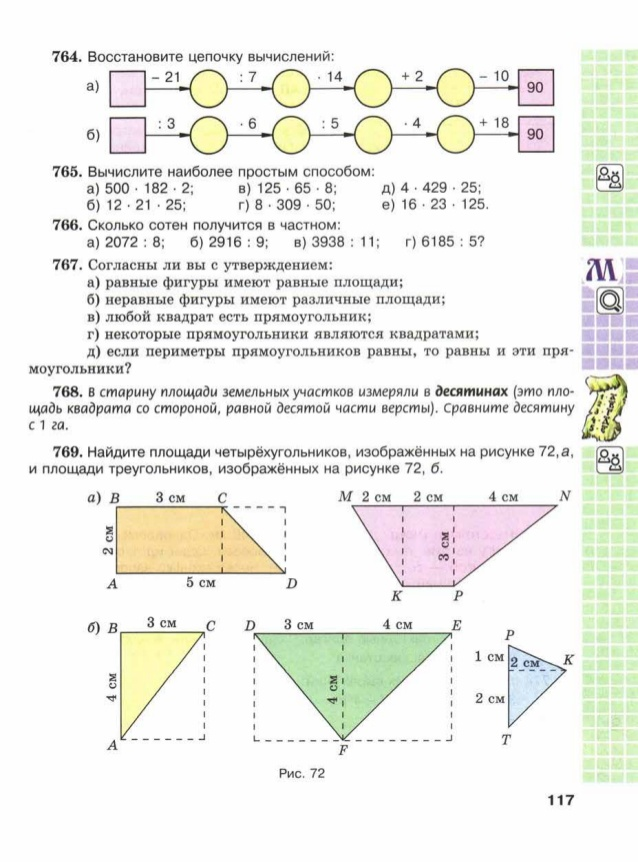 764. Восстановите цепочку вычислений:
а) – 21 : 7 · 14 + 2 – 10 90
б) : 3 · 6 : 5 · 4 + 18 90
765. Вычислите наиболее простым способом:
а) 500 · 182 · 2; в) 125 · 65 · 8; д) 4 · 429 · 25;
б) 12 · 21 · 25; г) 8 · 309 · 50; е) 16 · 23 · 125.
766. Сколько сотен получится в частном:
а) 2072 : 8; б) 2916 : 9; в) 3938 : 11; г) 6185 : 5?
767. Согласны ли вы с утверждением:
а) равные фигуры имеют равные площади;
б) неравные фигуры имеют различные площади;
в) любой квадрат есть прямоугольник;
г) некоторые прямоугольники являются квадратами;
д) если периметры прямоугольников равны, то равны и эти пря-
моугольники?
М
768. В старину площади земельных участков измеряли в десятинах (это пло-
щадь квадрата со стороной, равной десятой части версты). Сравните десятину
с 1 га.
769. Найдите площади четырёхугольников, изображённых на рисунке 72, а,
и площади треугольников, изображённых на рисунке 72, б.
а) B 3 см C M 2 см 2 см 4 см N
2 см 3 см
A 5 см D K P
б) B 3 см C D 3 см 4 см E P
1 см 2 см K
4 см 4 см 2 см
A F T
Рис. 72
117